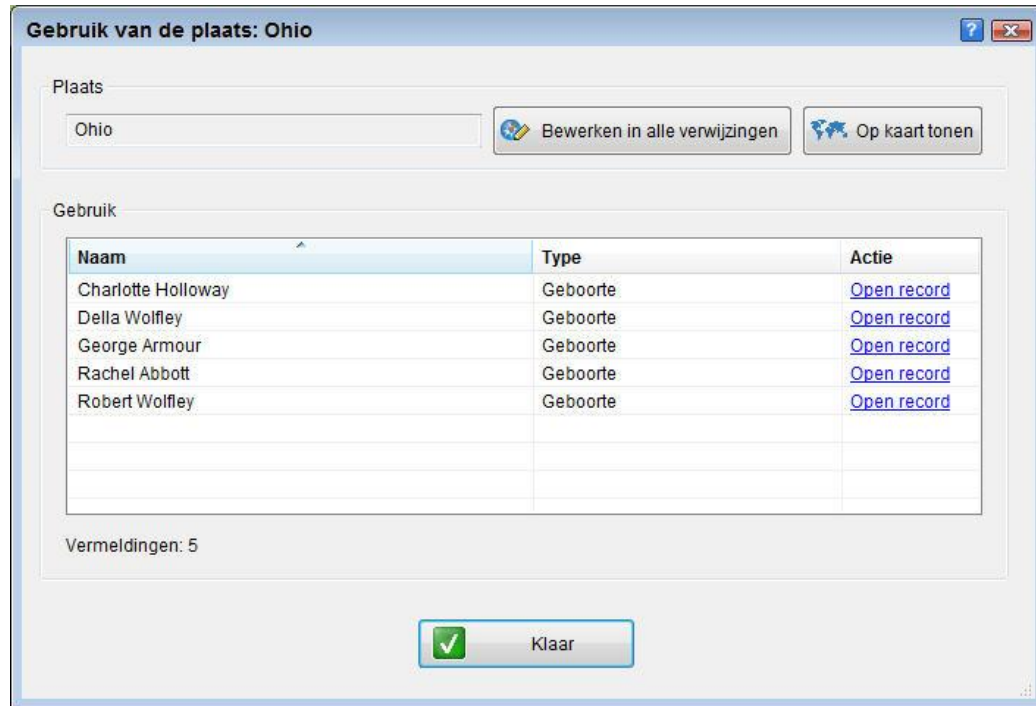 Gebruik van de plaats: Ohio
Plaats
Ohio Bewerken in alle verwijzingen Op kaart tonen
Gebruik
Naam Type Actie
Charlotte Holloway Geboorte Open record
Della Wolfley Geboorte Open record
George Armour Geboorte Open record
Rachel Abbott Geboorte Open record
Robert Wolfley Geboorte Open record
Vermeldingen: 5
Klaar